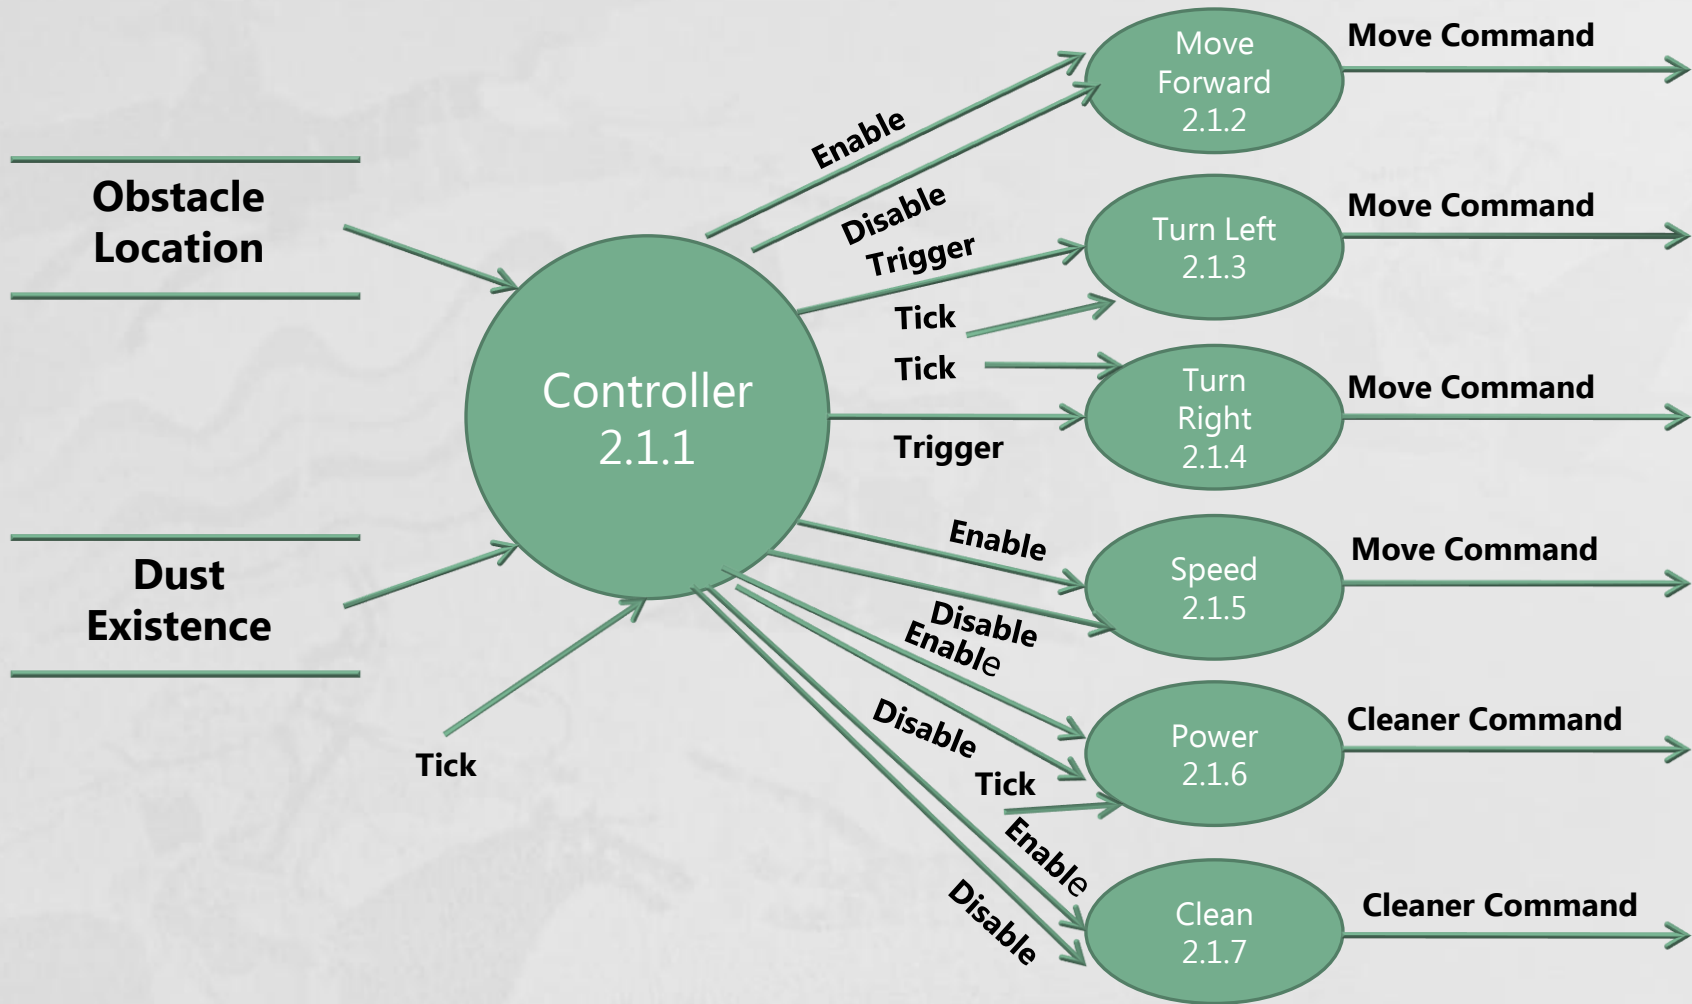 Move
Forward
2.1.2
Move Command
Enable
Disable
Obstacle
Location
Trigger
Turn Left
2.1.3
Move Command
Tick
Tick
Controller
2.1.1
Turn
Right
2.1.4
Move Command
Trigger
Dust
Existence
Enable
Disable
Speed
2.1.5
Move Command
Enable
Disable
Tick
Tick
Power
2.1.6
Cleaner Command
Enable
Disable
Clean
2.1.7
Cleaner Command